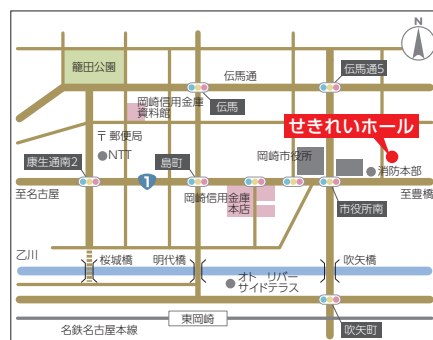 N
籠田公園
伝馬通
伝馬通5
岡崎信用金庫
資料館
伝馬
せきれいホール
〒郵便局
NTT
康生通南2
島町
岡崎市役所
消防本部
1
至名古屋
岡崎信用金庫
本店
市役所南
至豊橋
乙川
桜城橋
明代橋
吹矢橋
オト リバー
サイドテラス
東岡崎
吹矢町
名鉄名古屋本線